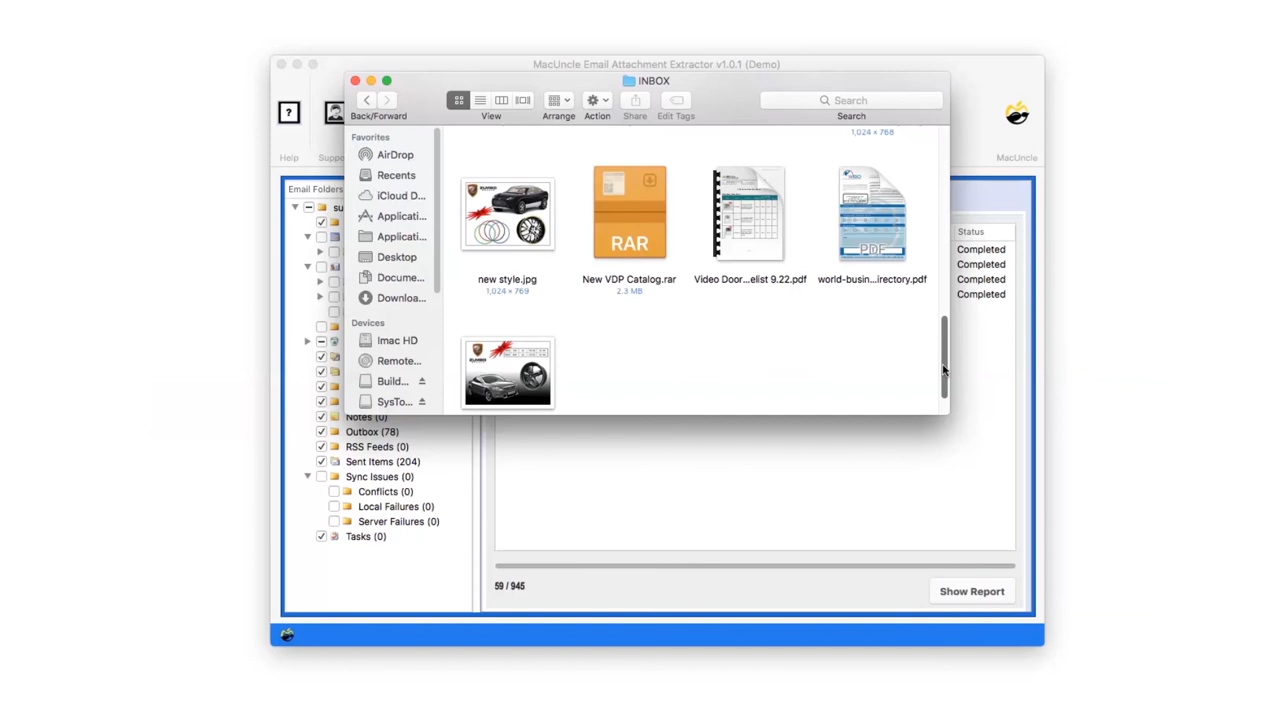 MacUncle Email Attachment Extractor v1.0.1 (Demo)
INBOX
Search
Back/Forward
View
Arrange
Action
Share
Edit Tags
Search
Help
Suppo
MacUncle
Favorites
AirDrop
Recents
iCloud D...
Applicati...
Applicati...
Desktop
Docume...
Downloa...
Devices
Imac HD
Remote...
Build...
SysTo...
1,024 × 768
RAR
PDF
new style.jpg
1,024 × 769
New VDP Catalog.rar
2.3 MB
Video Door...elist 9.22.pdf
world-busin...irectory.pdf
Email Folders
su
Status
Completed
Completed
Completed
Completed
Notes (0)
Outbox (78)
RSS Feeds (0)
Sent Items (204)
Sync Issues (0)
Conflicts (0)
Local Failures (0)
Server Failures (0)
Tasks (0)
59 / 945
Show Report